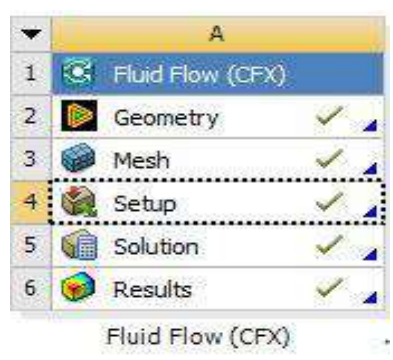 A
1 Fluid Flow (CFX)
2 Geometry
3 Mesh
4 Setup
5 Solution
6 Results
Fluid Flow (CFX)